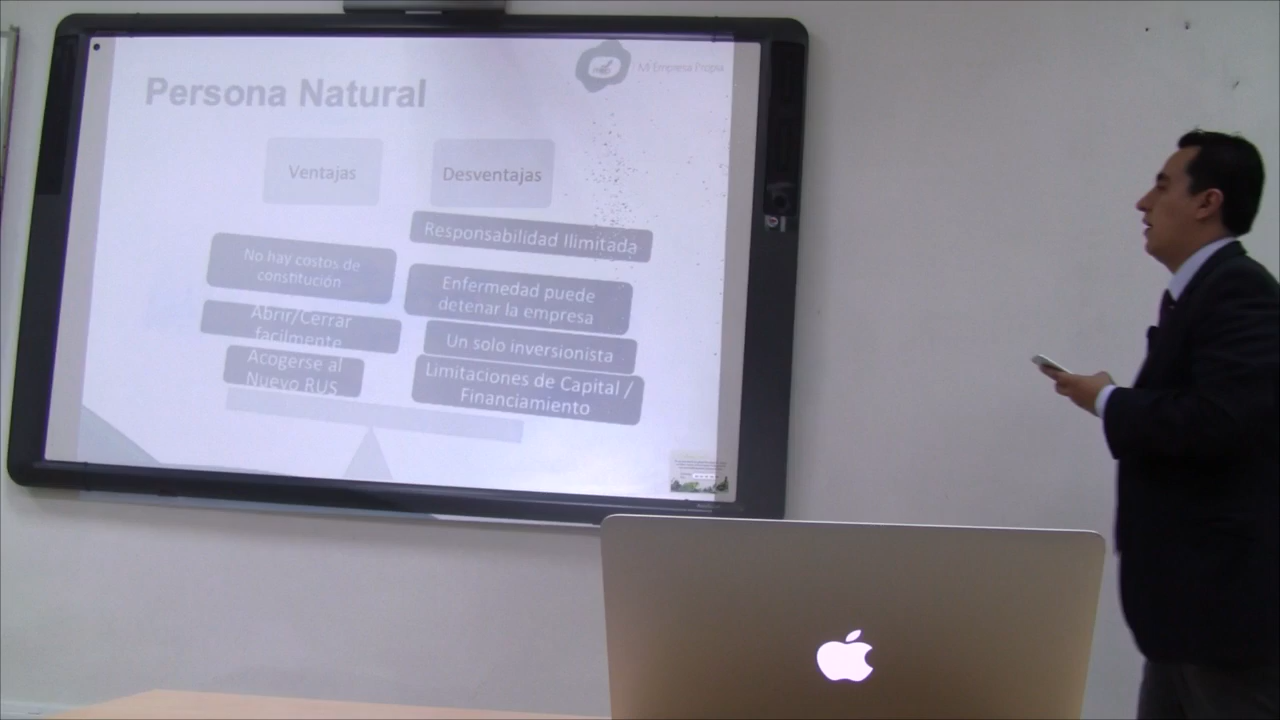 Mi Empresa Propia
Persona Natural
Ventajas
No hay costos de
constitución
Abrir/Cerrar
facilmente
Acogerse al
Nuevo RUS
Desventajas
Responsabilidad Ilimitada
Enfermedad puede
detenar la empresa
Un solo inversionista
Limitaciones de Capital /
Financiamiento